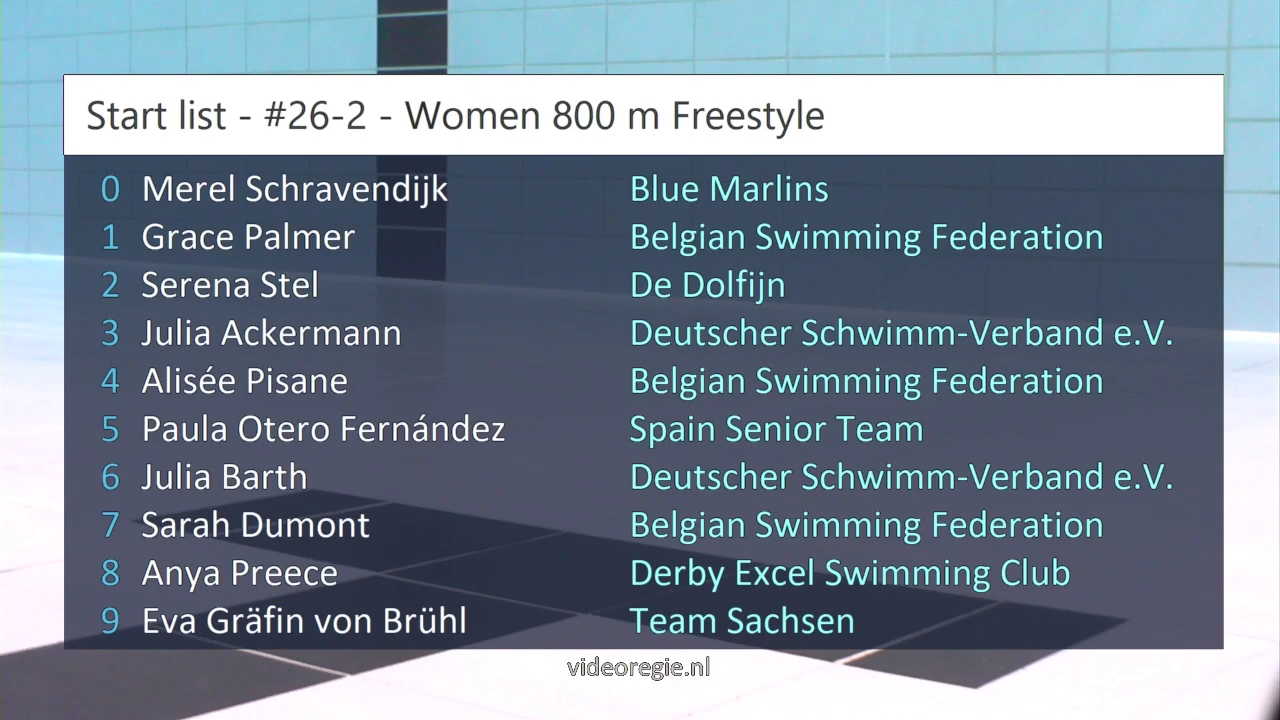 Start list - #26-2 - Women 800 m Freestyle
0 Merel Schravendijk Blue Marlins
1 Grace Palmer Belgian Swimming Federation
2 Serena Stel De Dolfijn
3 Julia Ackermann Deutscher Schwimm-Verband e.V.
4 Alisée Pisane Belgian Swimming Federation
5 Paula Otero Fernández Spain Senior Team
6 Julia Barth Deutscher Schwimm-Verband e.V.
7 Sarah Dumont Belgian Swimming Federation
8 Anya Preece Derby Excel Swimming Club
9 Eva Gräfin von Brühl Team Sachsen
videoregie.nl